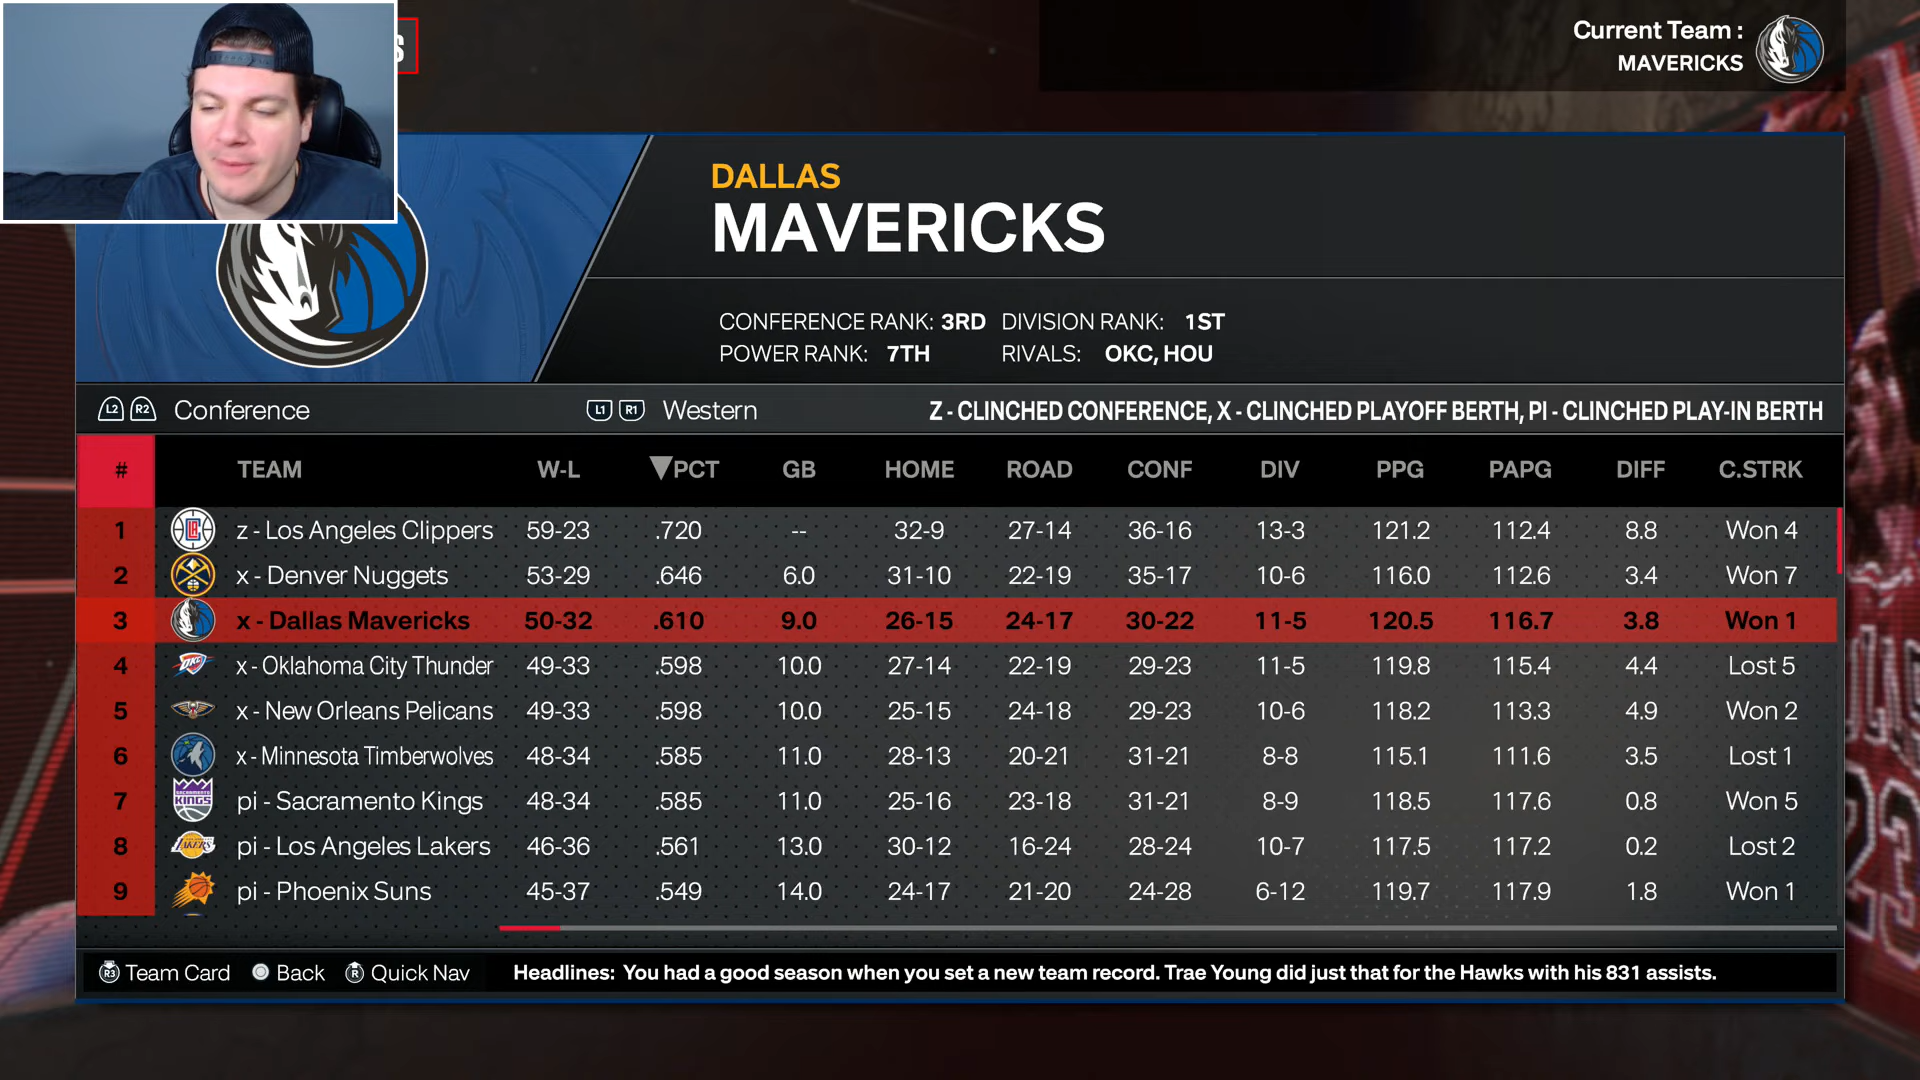 S
Current Team :
MAVERICKS
DALLAS
MAVERICKS
CONFERENCE RANK: 3RD DIVISION RANK: 1ST
POWER RANK: 7TH RIVALS: OKC, HOU
L2 R2 Conference L1 R1 Western Z - CLINCHED CONFERENCE, X - CLINCHED PLAYOFF BERTH, PI - CLINCHED PLAY-IN BERTH
# TEAM W-L PCT GB HOME ROAD CONF DIV PPG PAPG DIFF C.STRK
1 z - Los Angeles Clippers 59-23 .720 -- 32-9 27-14 36-16 13-3 121.2 112.4 8.8 Won 4
2 x - Denver Nuggets 53-29 .646 6.0 31-10 22-19 35-17 10-6 116.0 112.6 3.4 Won 7
3 x - Dallas Mavericks 50-32 .610 9.0 26-15 24-17 30-22 11-5 120.5 116.7 3.8 Won 1
4 x - Oklahoma City Thunder 49-33 .598 10.0 27-14 22-19 29-23 11-5 119.8 115.4 4.4 Lost 5
5 x - New Orleans Pelicans 49-33 .598 10.0 25-15 24-18 29-23 10-6 118.2 113.3 4.9 Won 2
6 x - Minnesota Timberwolves 48-34 .585 11.0 28-13 20-21 31-21 8-8 115.1 111.6 3.5 Lost 1
7 pi - Sacramento Kings 48-34 .585 11.0 25-16 23-18 31-21 8-9 118.5 117.6 0.8 Won 5
8 pi - Los Angeles Lakers 46-36 .561 13.0 30-12 16-24 28-24 10-7 117.5 117.2 0.2 Lost 2
9 pi - Phoenix Suns 45-37 .549 14.0 24-17 21-20 24-28 6-12 119.7 117.9 1.8 Won 1
R3 Team Card Back R Quick Nav Headlines: You had a good season when you set a new team record. Trae Young did just that for the Hawks with his 831 assists.